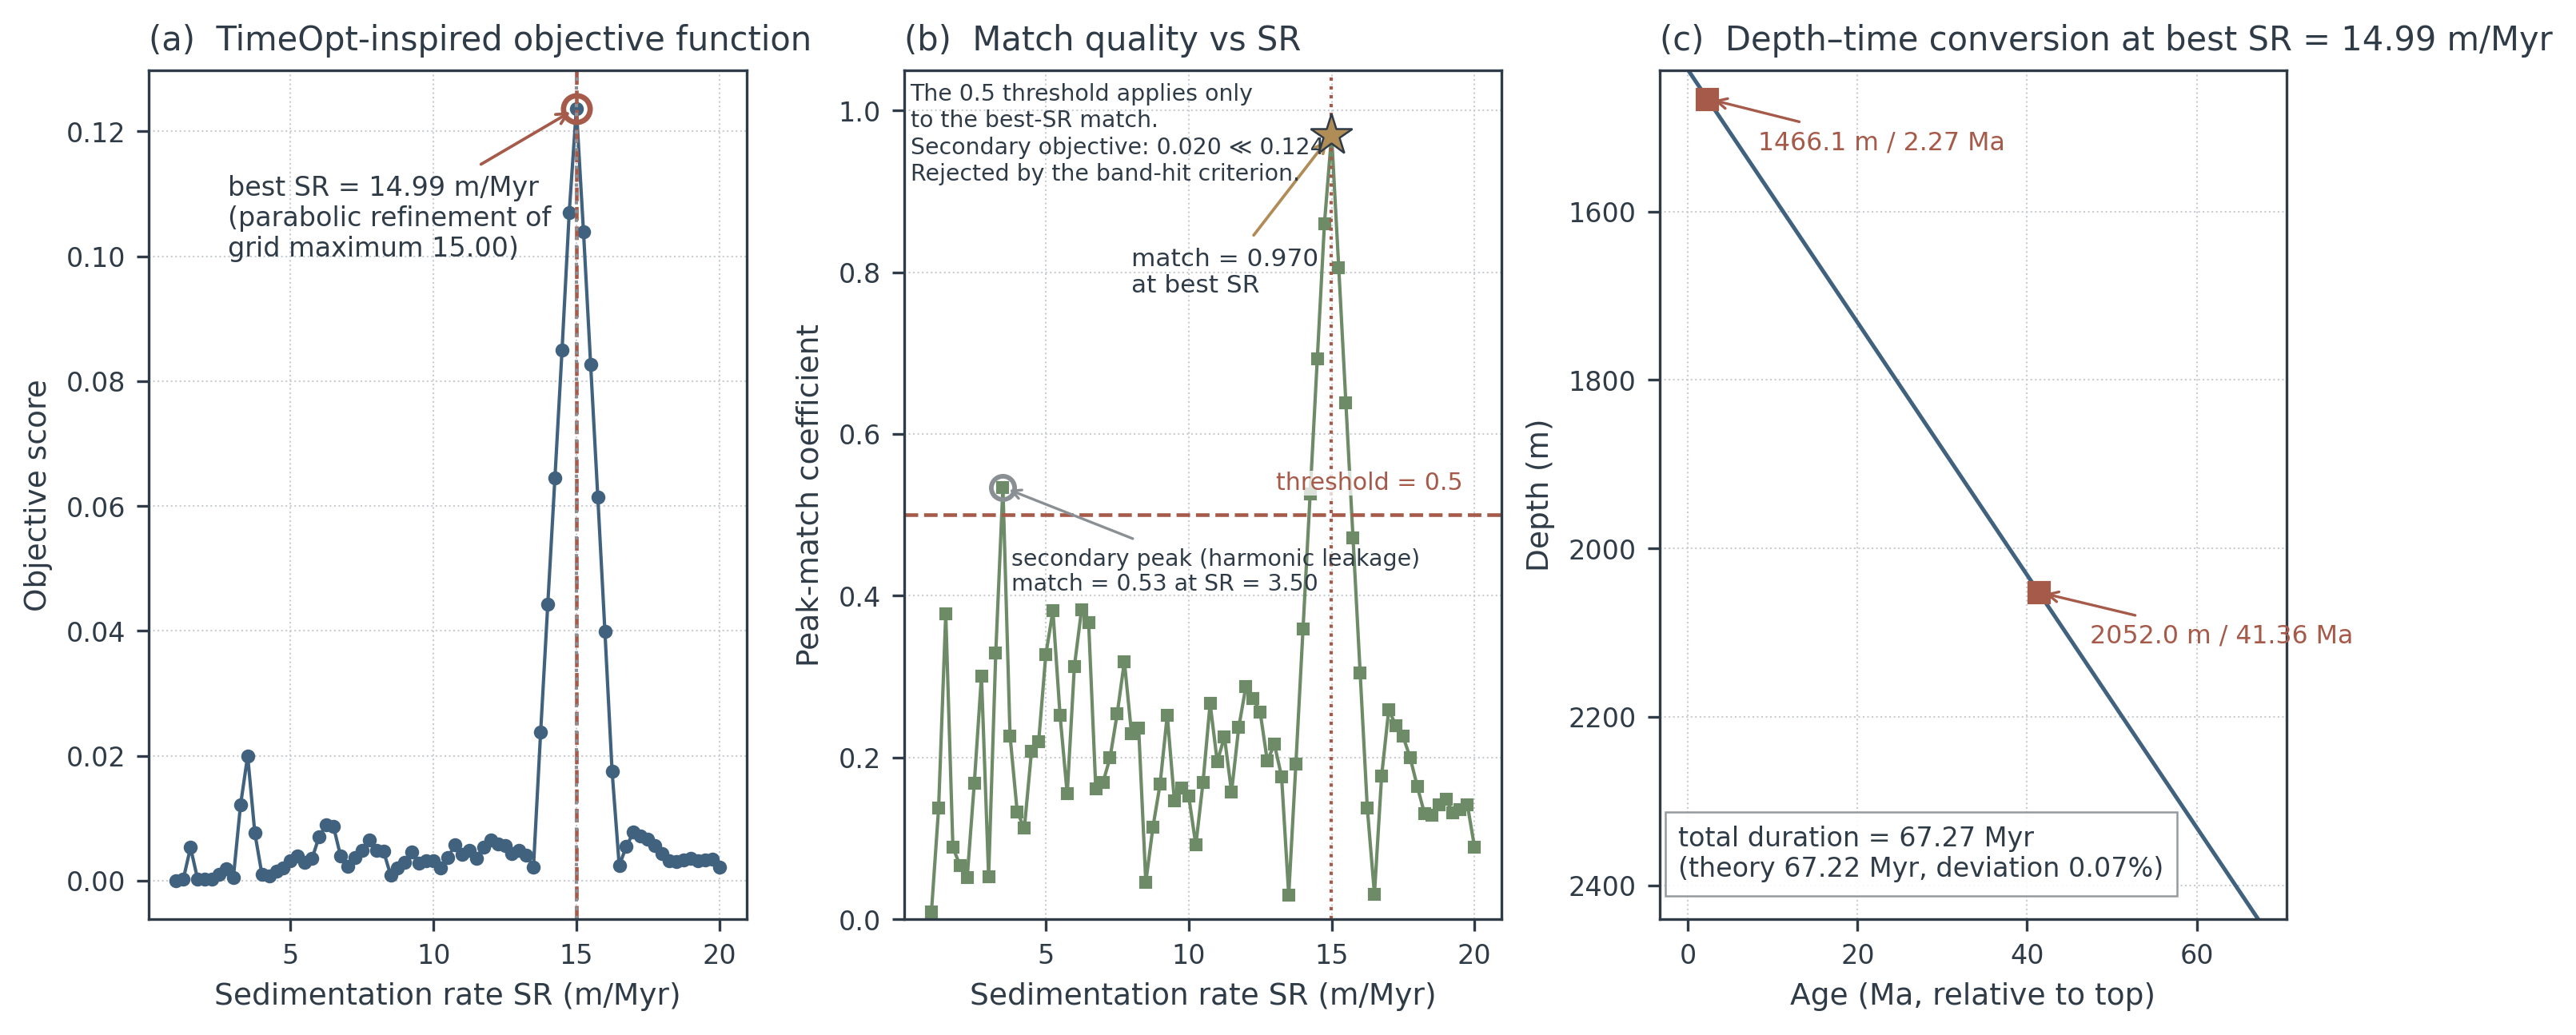 (a)  TimeOpt-inspired objective function
Objective score
0.12
0.10
0.08
0.06
0.04
0.02
0.00
best SR = 14.99 m/Myr
(parabolic refinement of
grid maximum 15.00)
5
10
15
20
Sedimentation rate SR (m/Myr)
(b)  Match quality vs SR
Peak-match coefficient
1.0
0.8
0.6
0.4
0.2
0.0
The 0.5 threshold applies only
to the best-SR match.
Secondary objective: 0.020 ≪ 0.124
Rejected by the band-hit criterion.
match = 0.970
at best SR
threshold = 0.5
secondary peak (harmonic leakage)
match = 0.53 at SR = 3.50
5
10
15
20
Sedimentation rate SR (m/Myr)
(c)  Depth–time conversion at best SR = 14.99 m/Myr
Depth (m)
1600
1800
2000
2200
2400
1466.1 m / 2.27 Ma
2052.0 m / 41.36 Ma
total duration = 67.27 Myr
(theory 67.22 Myr, deviation 0.07%)
0
20
40
60
Age (Ma, relative to top)